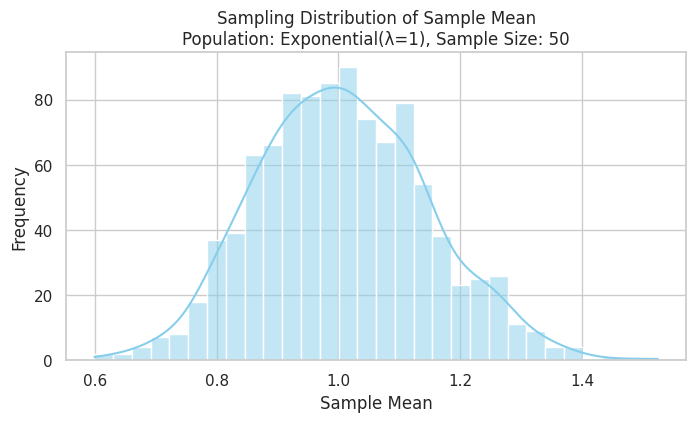 Sampling Distribution of Sample Mean
Population: Exponential(λ=1), Sample Size: 50
Frequency
80
60
40
20
0
0.6 0.8 1.0 1.2 1.4
Sample Mean